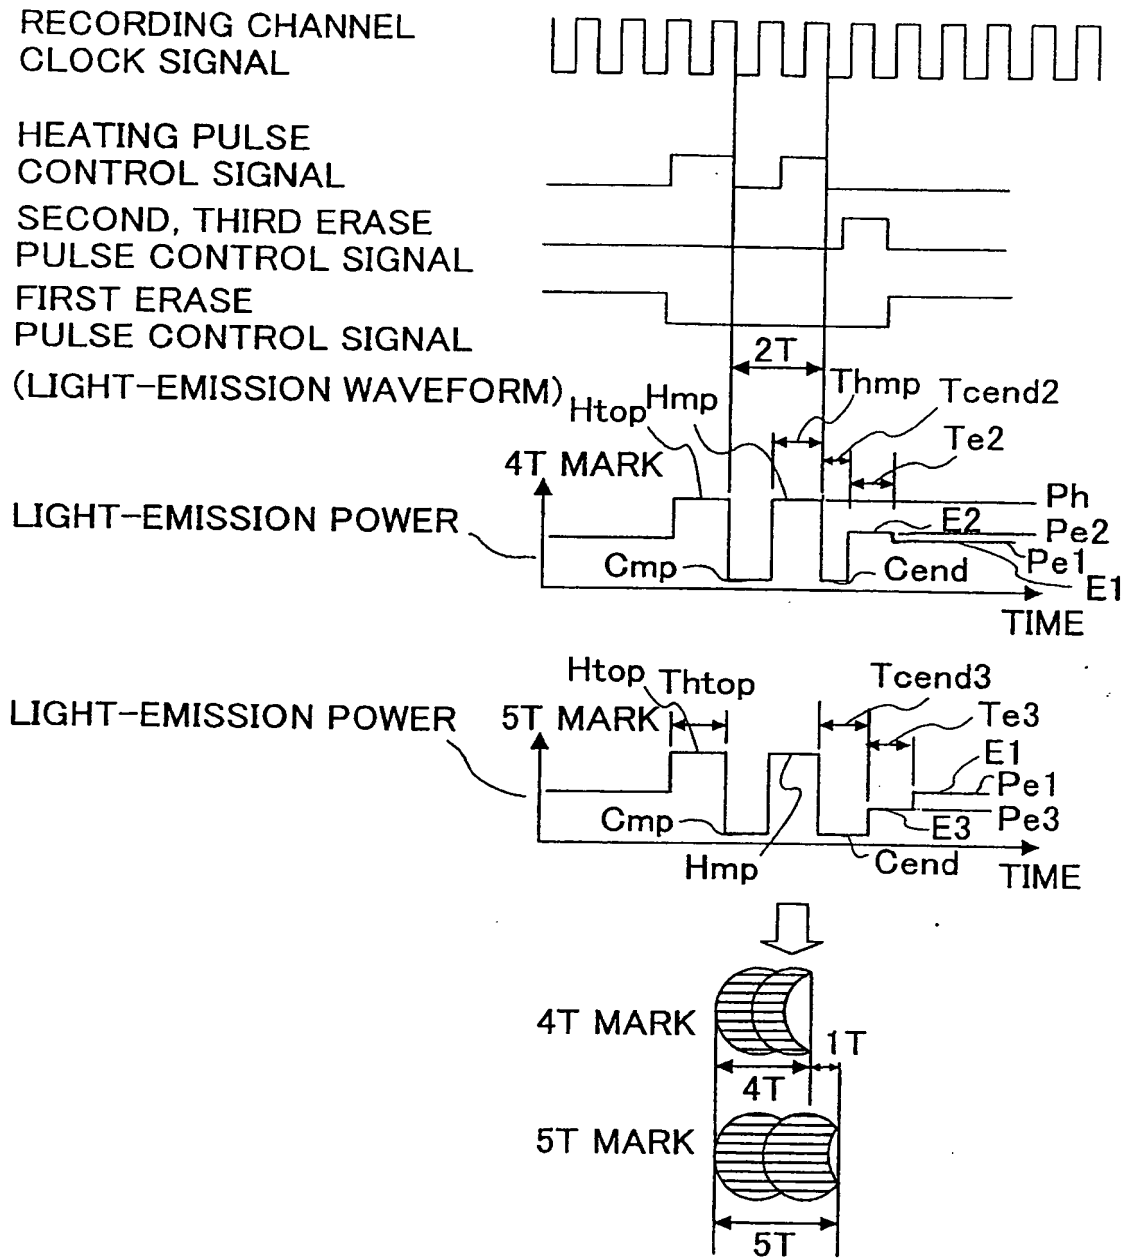 RECORDING CHANNEL
CLOCK SIGNAL
HEATING PULSE
CONTROL SIGNAL
SECOND, THIRD ERASE
PULSE CONTROL SIGNAL
FIRST ERASE
PULSE CONTROL SIGNAL
2T
(LIGHT-EMISSION WAVEFORM)
Htop
Hmp
Thmp
Tcend2
Te2
4T MARK
Ph
LIGHT-EMISSION POWER
E2
Pe2
Pe1
Cmp
Cend
E1
TIME
Htop
Thtop
Tcend3
LIGHT-EMISSION POWER
5T MARK
Te3
E1
Pe1
Cmp
E3
Pe3
Hmp
Cend
TIME
4T MARK
1T
4T
5T MARK
5T